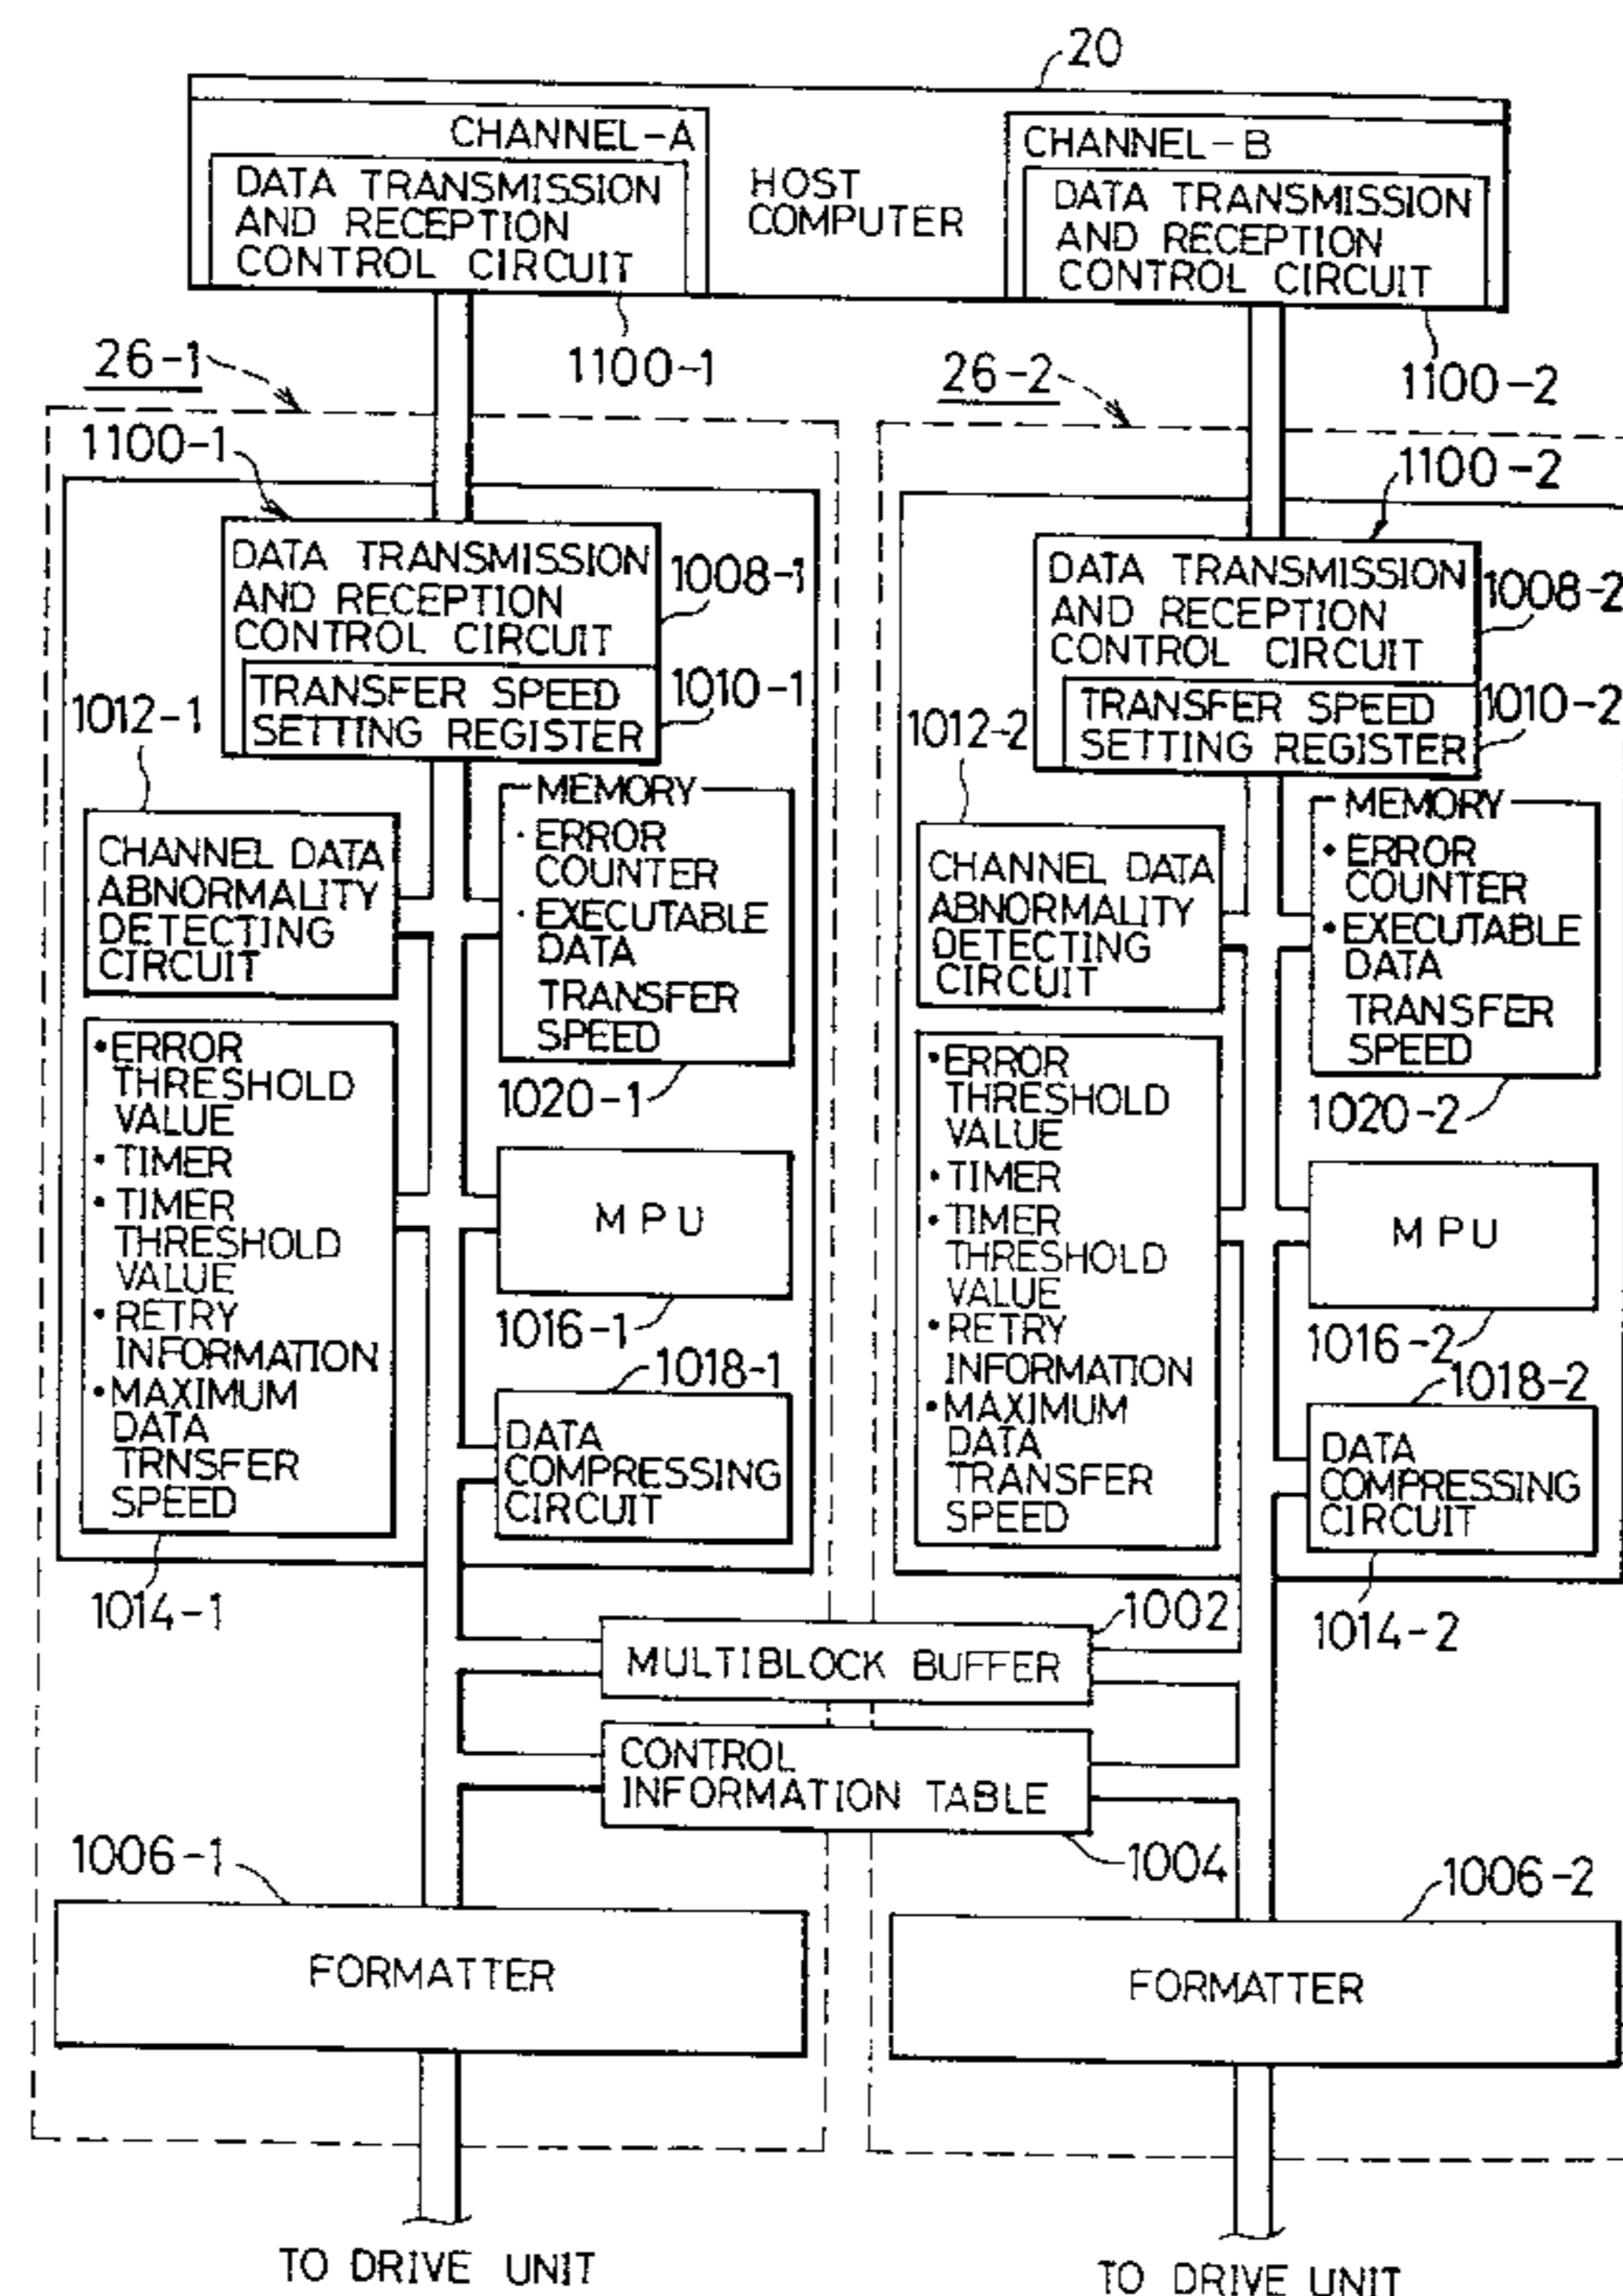 20
CHANNEL-A
DATA TRANSMISSION
AND RECEPTION
CONTROL CIRCUIT
HOST
COMPUTER
CHANNEL-B
DATA TRANSMISSION
AND RECEPTION
CONTROL CIRCUIT
1100-1
1100-2
26-1
26-2
1100-1
DATA TRANSMISSION
AND RECEPTION
CONTROL CIRCUIT
1008-1
TRANSFER SPEED
SETTING REGISTER
1010-1
1012-1
CHANNEL DATA
ABNORMALITY
DETECTING
CIRCUIT
MEMORY
· ERROR
COUNTER
· EXECUTABLE
DATA
TRANSFER
SPEED
1020-1
• ERROR
THRESHOLD
VALUE
• TIMER
• TIMER
THRESHOLD
VALUE
• RETRY
INFORMATION
• MAXIMUM
DATA
TRNSFER
SPEED
1014-1
MPU
1016-1
1018-1
DATA
COMPRESSING
CIRCUIT
1100-2
DATA TRANSMISSION
AND RECEPTION
CONTROL CIRCUIT
1008-2
TRANSFER SPEED
SETTING REGISTER
1010-2
1012-2
CHANNEL DATA
ABNORMALITY
DETECTING
CIRCUIT
MEMORY
• ERROR
COUNTER
• EXECUTABLE
DATA
TRANSFER
SPEED
1020-2
• ERROR
THRESHOLD
VALUE
• TIMER
• TIMER
THRESHOLD
VALUE
• RETRY
INFORMATION
• MAXIMUM
DATA
TRANSFER
SPEED
MPU
1016-2
1018-2
DATA
COMPRESSING
CIRCUIT
1014-2
1002
MULTIBLOCK BUFFER
CONTROL
INFORMATION TABLE
1004
1006-1
FORMATTER
1006-2
FORMATTER
TO DRIVE UNIT
TO DRIVE UNIT